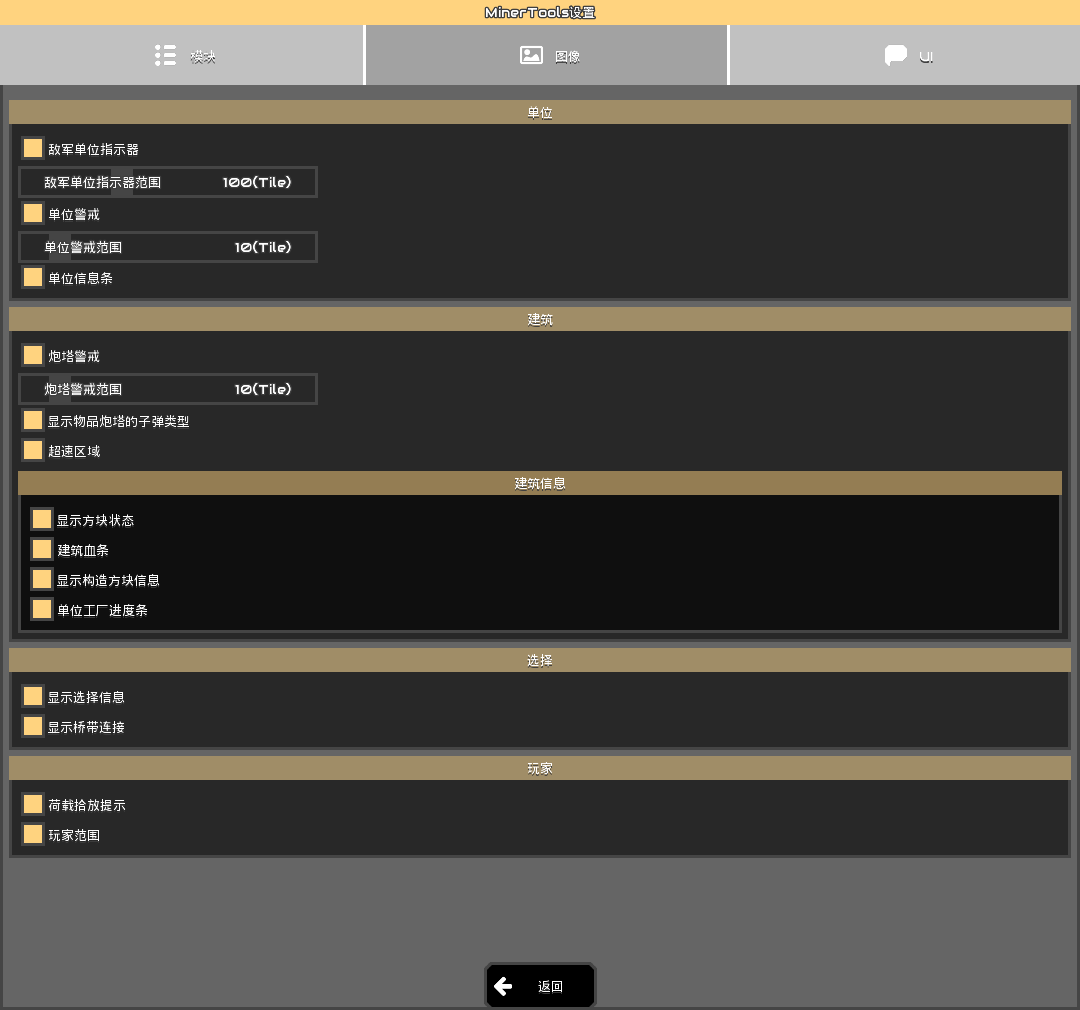 MinerTools设置
模块
图像
UI
单位
敌军单位指示器
敌军单位指示器范围 100(Tile)
单位警戒
单位警戒范围 10(Tile)
单位信息条
建筑
炮塔警戒
炮塔警戒范围 10(Tile)
显示物品炮塔的子弹类型
超速区域
建筑信息
显示方块状态
建筑血条
显示构造方块信息
单位工厂进度条
选择
显示选择信息
显示桥带连接
玩家
荷载拾放提示
玩家范围
返回